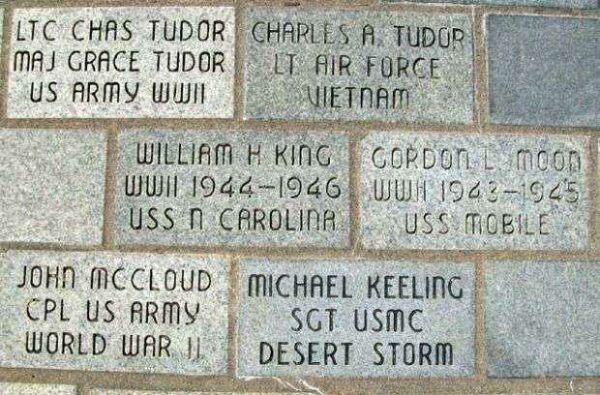 LTC CHAS TUDOR
MAJ GRACE TUDOR
US ARMY WWII
CHARLES A. TUDOR
LT AIR FORCE
VIETNAM
WILLIAM H KING
WWII 1944-1946
USS N CAROLINA
GORDON L MOON
WWII 1943-1945
USS MOBILE
JOHN MCCLOUD
CPL US ARMY
WORLD WAR II
MICHAEL KEELING
SGT USMC
DESERT STORM